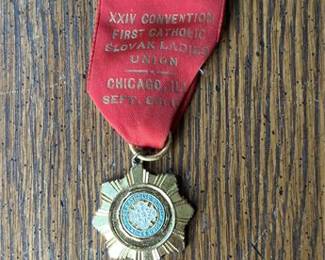 XXIV CONVENTION
FIRST CATHOLIC
SLOVAK LADIES
UNION
CHICAGO, ILL
SEPT.